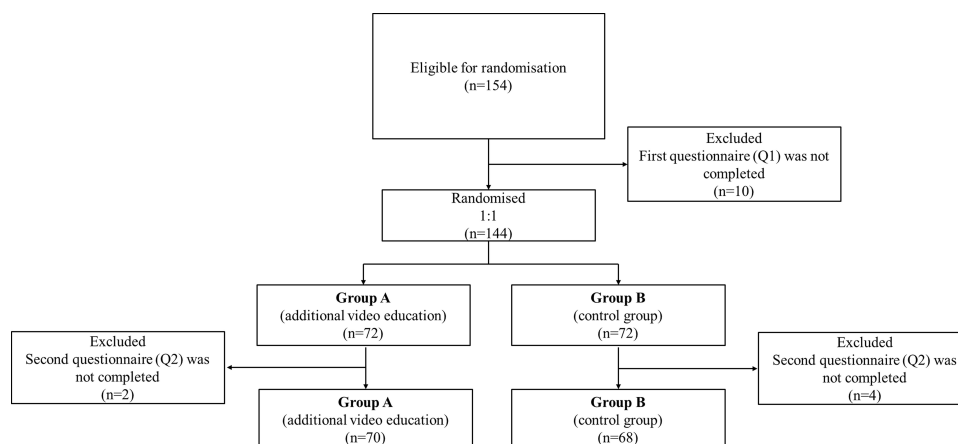 Eligible for randomisation
(n=154)
Excluded
First questionnaire (Q1) was not
completed
(n=10)
Randomised
1:1
(n=144)
Group A
(additional video education)
(n=72)
Group B
(control group)
(n=72)
Excluded
Second questionnaire (Q2) was
not completed
(n=2)
Excluded
Second questionnaire (Q2) was
not completed
(n=4)
Group A
(additional video education)
(n=70)
Group B
(control group)
(n=68)